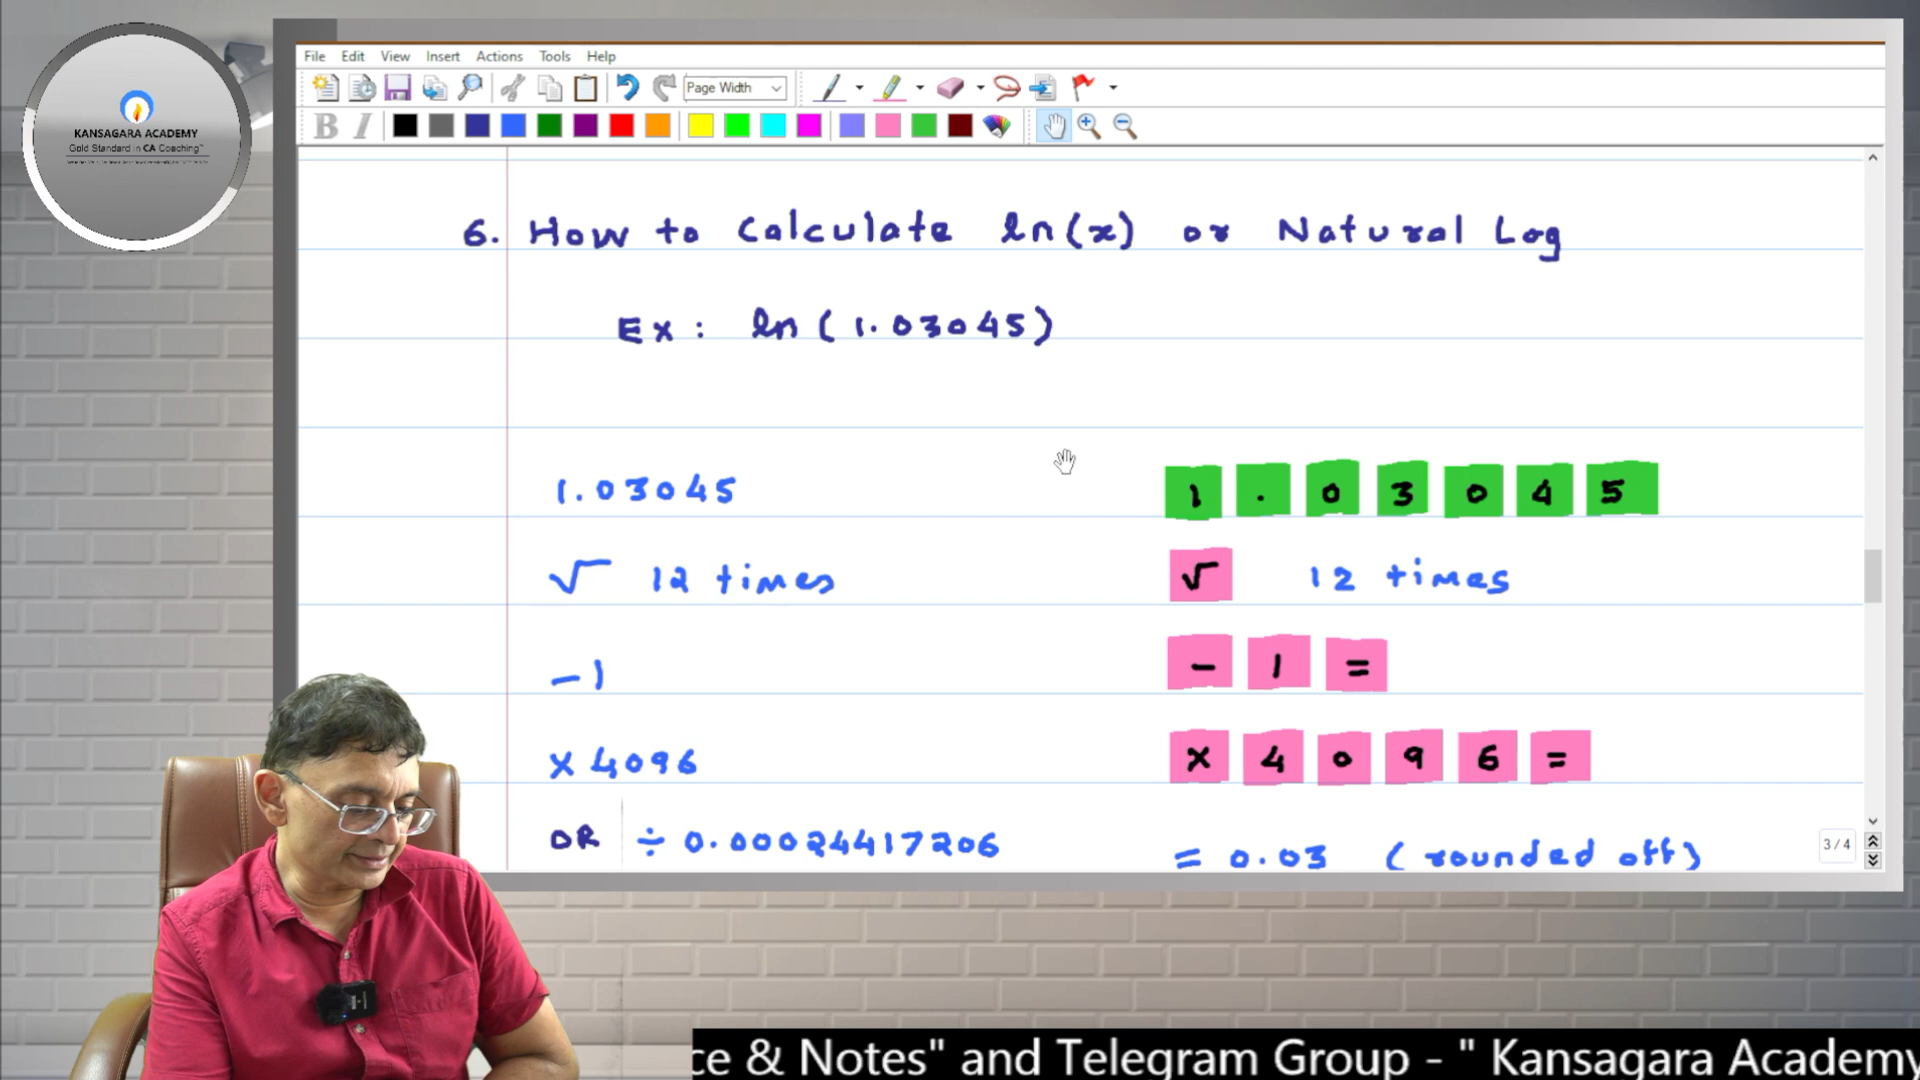 KANSAGARA ACADEMY
Gold Standard in CA Coaching™
File Edit View Insert Actions Tools Help
Page Width
B I
6. How to Calculate ln(x) or Natural Log
Ex: ln(1.03045)
1.03045
1 . 0 3 0 4 5
√ 12 times
√ 12 times
-1
- 1 =
x 4096
x 4 0 9 6 =
OR ÷ 0.00024417206
= 0.03 (rounded off)
3 / 4
ce & Notes" and Telegram Group - " Kansagara Academy